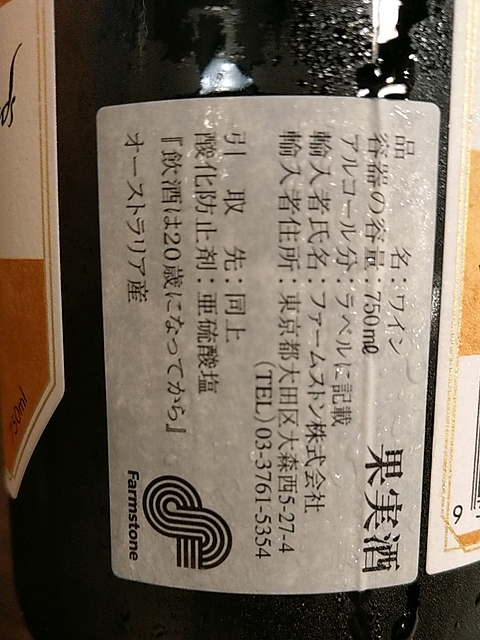 品　　名：ワイン
果実酒
容器の容量：750㎖
アルコール分：ラベルに記載
輸入者氏名：ファームストン株式会社
輸入者住所：東京都大田区大森西5-27-4
(TEL)03-3761-5354
引　取　先：同上
酸化防止剤：亜硫酸塩
『飲酒は20歳になってから』
オーストラリア産
Farmstone
750ml
9